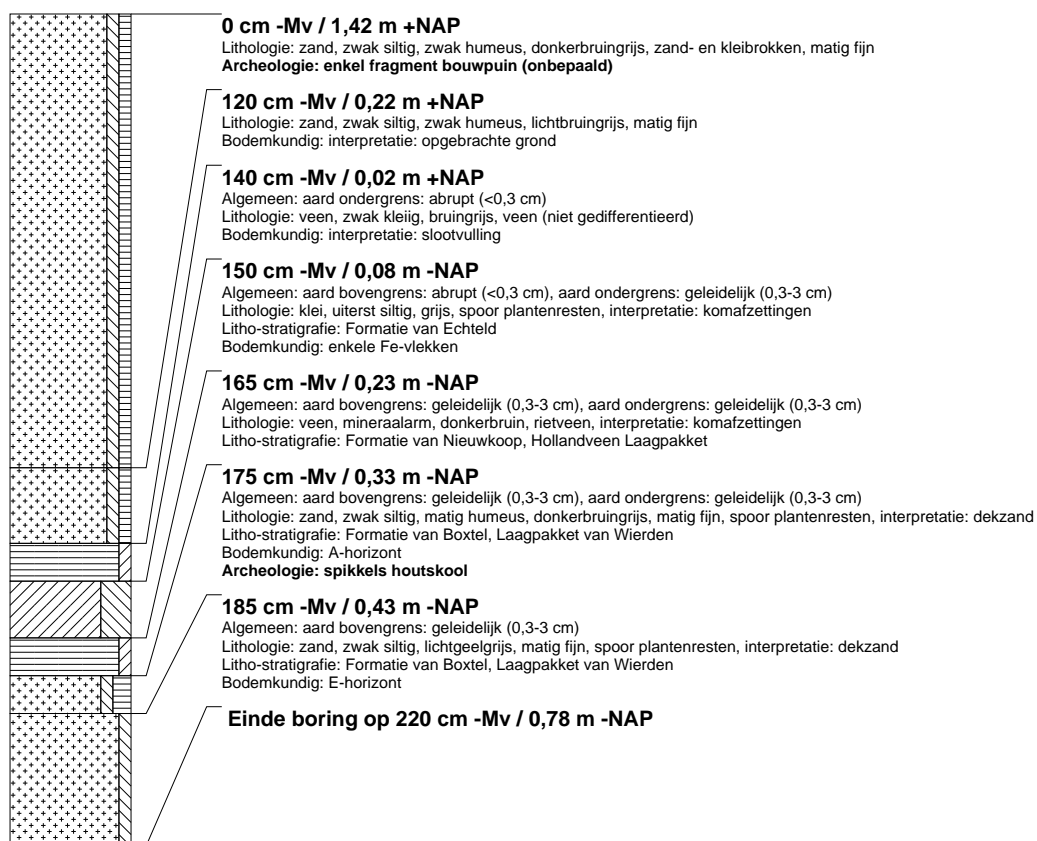 0 cm -Mv / 1,42 m +NAP
Lithologie: zand, zwak siltig, zwak humeus, donkerbruingrijs, zand- en kleibrokken, matig fijn
Archeologie: enkel fragment bouwpuin (onbepaald)
120 cm -Mv / 0,22 m +NAP
Lithologie: zand, zwak siltig, zwak humeus, lichtbruingrijs, matig fijn
Bodemkundig: interpretatie: opgebrachte grond
140 cm -Mv / 0,02 m +NAP
Algemeen: aard ondergrens: abrupt (<0,3 cm)
Lithologie: veen, zwak kleiig, bruingrijs, veen (niet gedifferentieerd)
Bodemkundig: interpretatie: slootvulling
150 cm -Mv / 0,08 m -NAP
Algemeen: aard bovengrens: abrupt (<0,3 cm), aard ondergrens: geleidelijk (0,3-3 cm)
Lithologie: klei, uiterst siltig, grijs, spoor plantenresten, interpretatie: komafzettingen
Litho-stratigrafie: Formatie van Echteld
Bodemkundig: enkele Fe-vlekken
165 cm -Mv / 0,23 m -NAP
Algemeen: aard bovengrens: geleidelijk (0,3-3 cm), aard ondergrens: geleidelijk (0,3-3 cm)
Lithologie: veen, mineraalarm, donkerbruin, rietveen, interpretatie: komafzettingen
Litho-stratigrafie: Formatie van Nieuwkoop, Hollandveen Laagpakket
175 cm -Mv / 0,33 m -NAP
Algemeen: aard bovengrens: geleidelijk (0,3-3 cm), aard ondergrens: geleidelijk (0,3-3 cm)
Lithologie: zand, zwak siltig, matig humeus, donkerbruingrijs, matig fijn, spoor plantenresten, interpretatie: dekzand
Litho-stratigrafie: Formatie van Boxtel, Laagpakket van Wierden
Bodemkundig: A-horizont
Archeologie: spikkels houtskool
185 cm -Mv / 0,43 m -NAP
Algemeen: aard bovengrens: geleidelijk (0,3-3 cm)
Lithologie: zand, zwak siltig, lichtgeelgrijs, matig fijn, spoor plantenresten, interpretatie: dekzand
Litho-stratigrafie: Formatie van Boxtel, Laagpakket van Wierden
Bodemkundig: E-horizont
Einde boring op 220 cm -Mv / 0,78 m -NAP